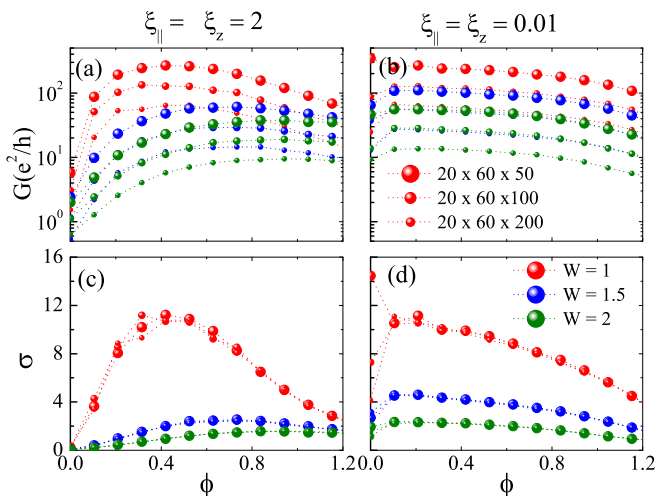 ξ|| = ξz = 2
ξ|| = ξz = 0.01
(a)
(b)
G(e²/h)
10²
10¹
10⁰
20 x 60 x 50
20 x 60 x100
20 x 60 x 200
(c)
(d)
σ
16
12
8
4
0
W = 1
W = 1.5
W = 2
0.0 0.4 0.8 1.2
0.0 0.4 0.8 1.2
ϕ
ϕ